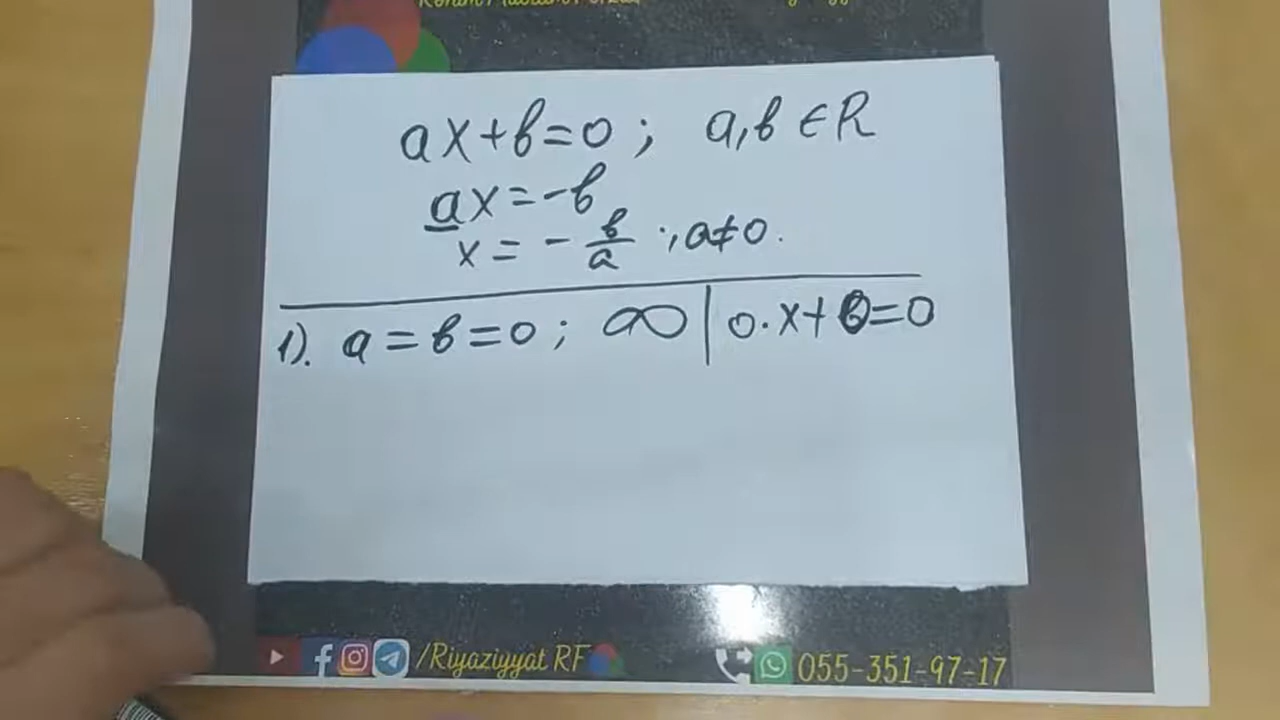 ax+b=0; a,b∈R
ax=-b
x=-b/a; a≠0.
1). a=b=0; ∞ | 0·x+0=0
/Riyaziyyat RF 055-351-97-17